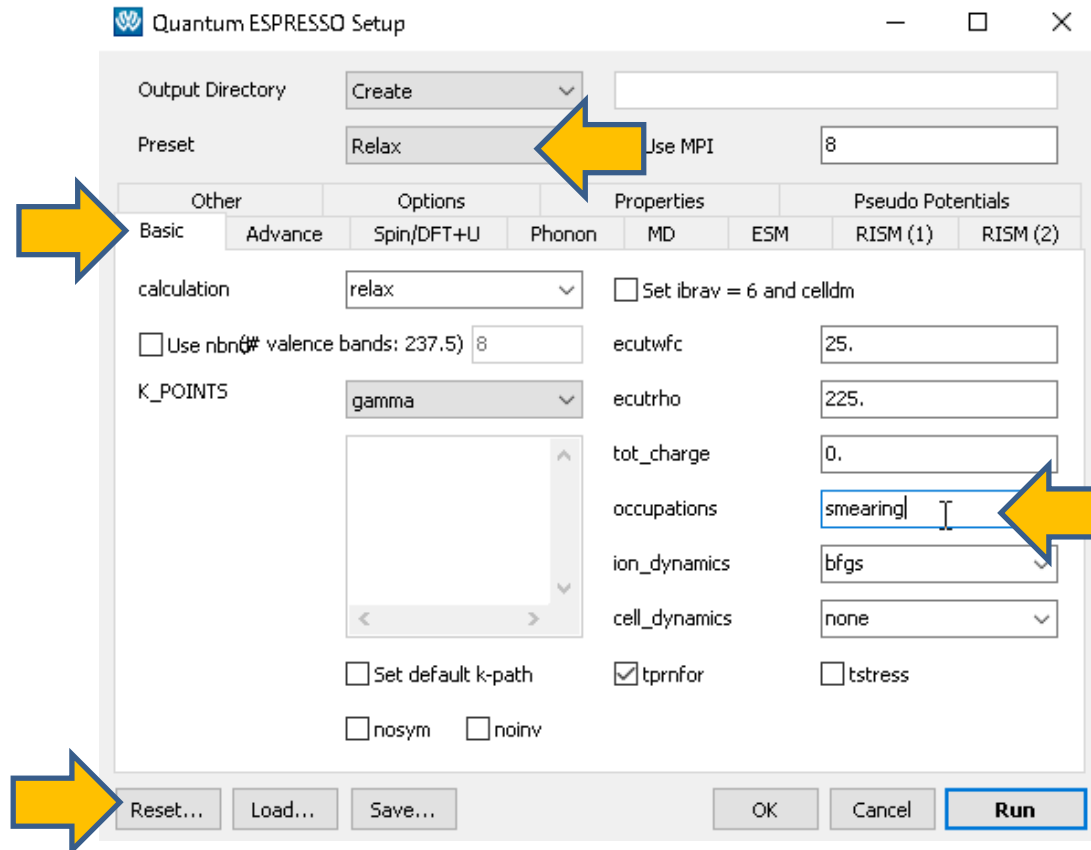 Quantum ESPRESSO Setup
Output Directory Create
Preset Relax Use MPI 8
Other Options Properties Pseudo Potentials
Basic Advance Spin/DFT+U Phonon MD ESM RISM (1) RISM (2)
calculation relax Set ibrav = 6 and celldm
Use nbnd (# valence bands: 237.5) 8 ecutwfc 25.
K_POINTS gamma ecutrho 225.
tot_charge 0.
occupations smearing
ion_dynamics bfgs
cell_dynamics none
Set default k-path tprnfor tstress
nosym noinv
Reset... Load... Save... OK Cancel Run